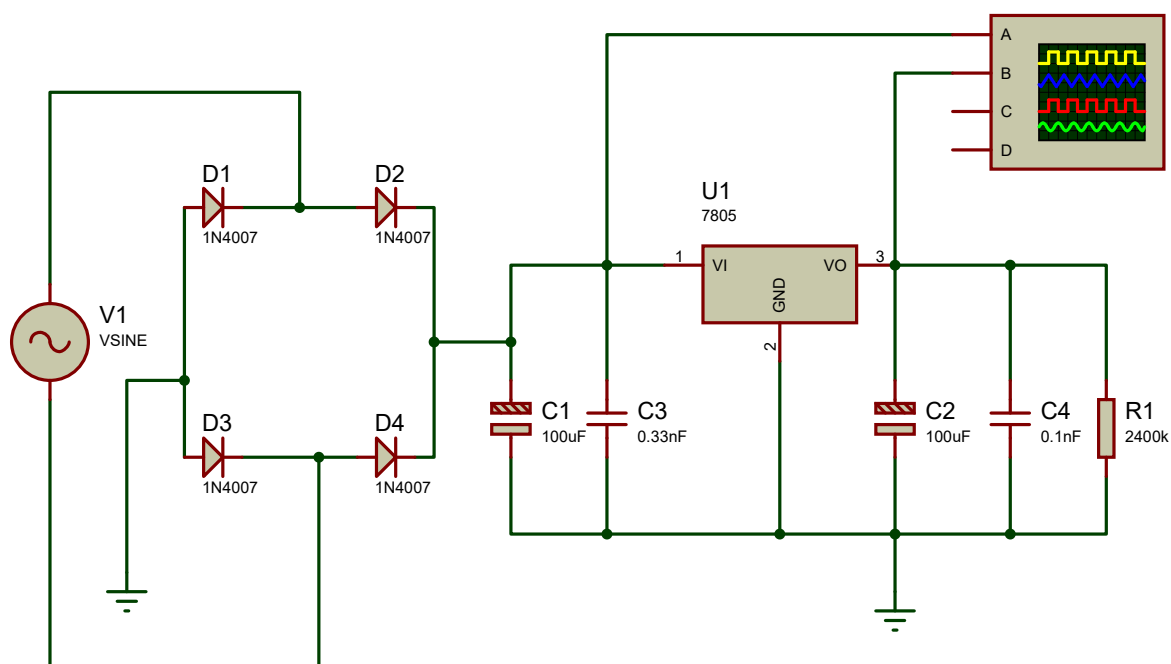 A
B
C
D
D1
1N4007
D2
1N4007
U1
7805
1
VI
VO
3
GND
2
V1
VSINE
D3
1N4007
D4
1N4007
C1
100uF
C3
0.33nF
C2
100uF
C4
0.1nF
R1
2400k